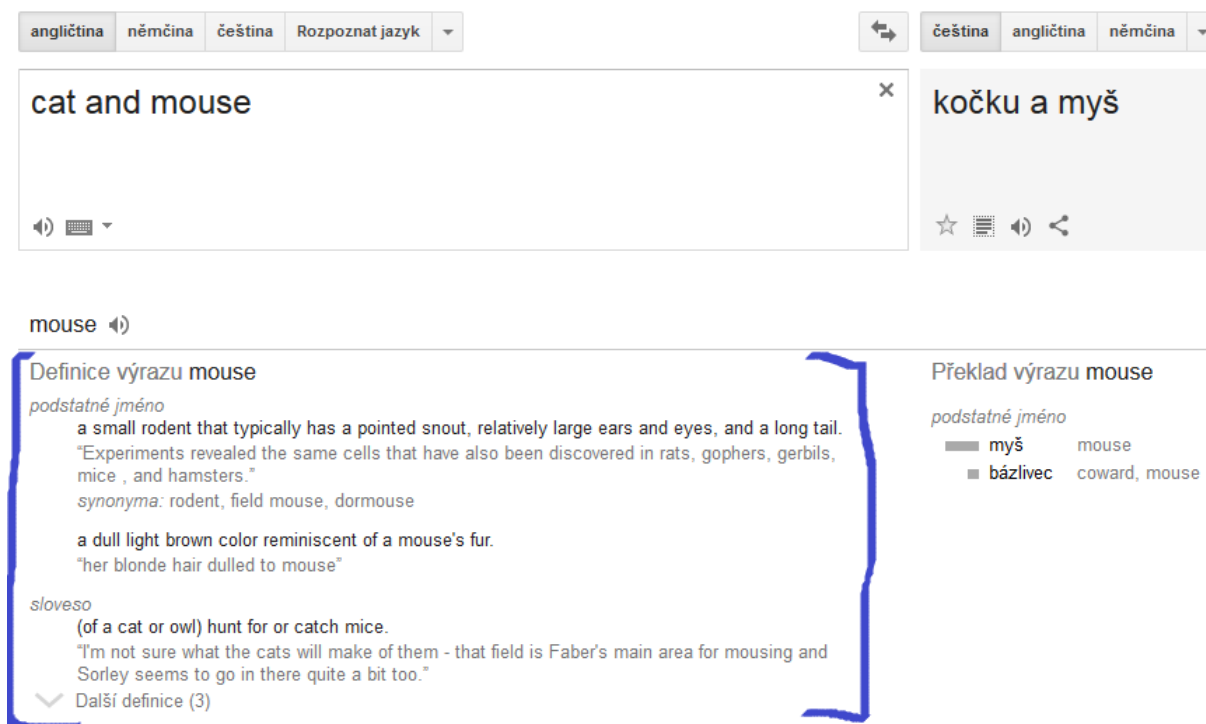 angličtina němčina čeština Rozpoznat jazyk čeština angličtina němčina
cat and mouse
kočku a myš
mouse
Definice výrazu mouse
podstatné jméno
a small rodent that typically has a pointed snout, relatively large ears and eyes, and a long tail.
“Experiments revealed the same cells that have also been discovered in rats, gophers, gerbils,
mice , and hamsters.”
synonyma: rodent, field mouse, dormouse
a dull light brown color reminiscent of a mouse's fur.
“her blonde hair dulled to mouse”
sloveso
(of a cat or owl) hunt for or catch mice.
“I'm not sure what the cats will make of them - that field is Faber's main area for mousing and
Sorley seems to go in there quite a bit too.”
Další definice (3)
Překlad výrazu mouse
podstatné jméno
myš mouse
bázlivec coward, mouse